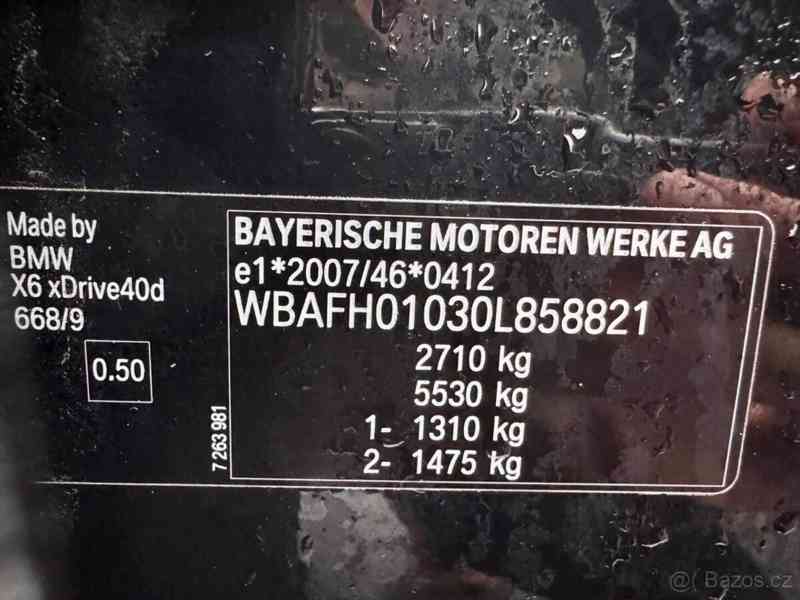 Made by
BMW
X6 xDrive40d
668/9
0.50
7 263 981
BAYERISCHE MOTOREN WERKE AG
e1*2007/46*0412
WBAFH01030L858821
2710 kg
5530 kg
1- 1310 kg
2- 1475 kg
@( Bazos.cz